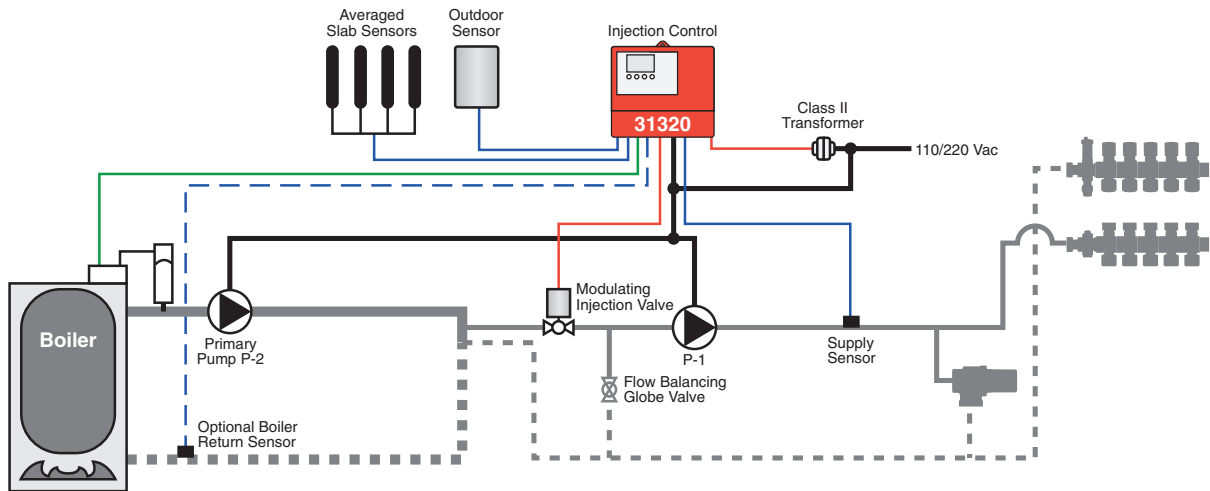 Averaged
Slab Sensors
Outdoor
Sensor
Injection Control
31320
Class II
Transformer
110/220 Vac
Boiler
Primary
Pump P-2
Modulating
Injection Valve
P-1
Supply
Sensor
Flow Balancing
Globe Valve
Optional Boiler
Return Sensor